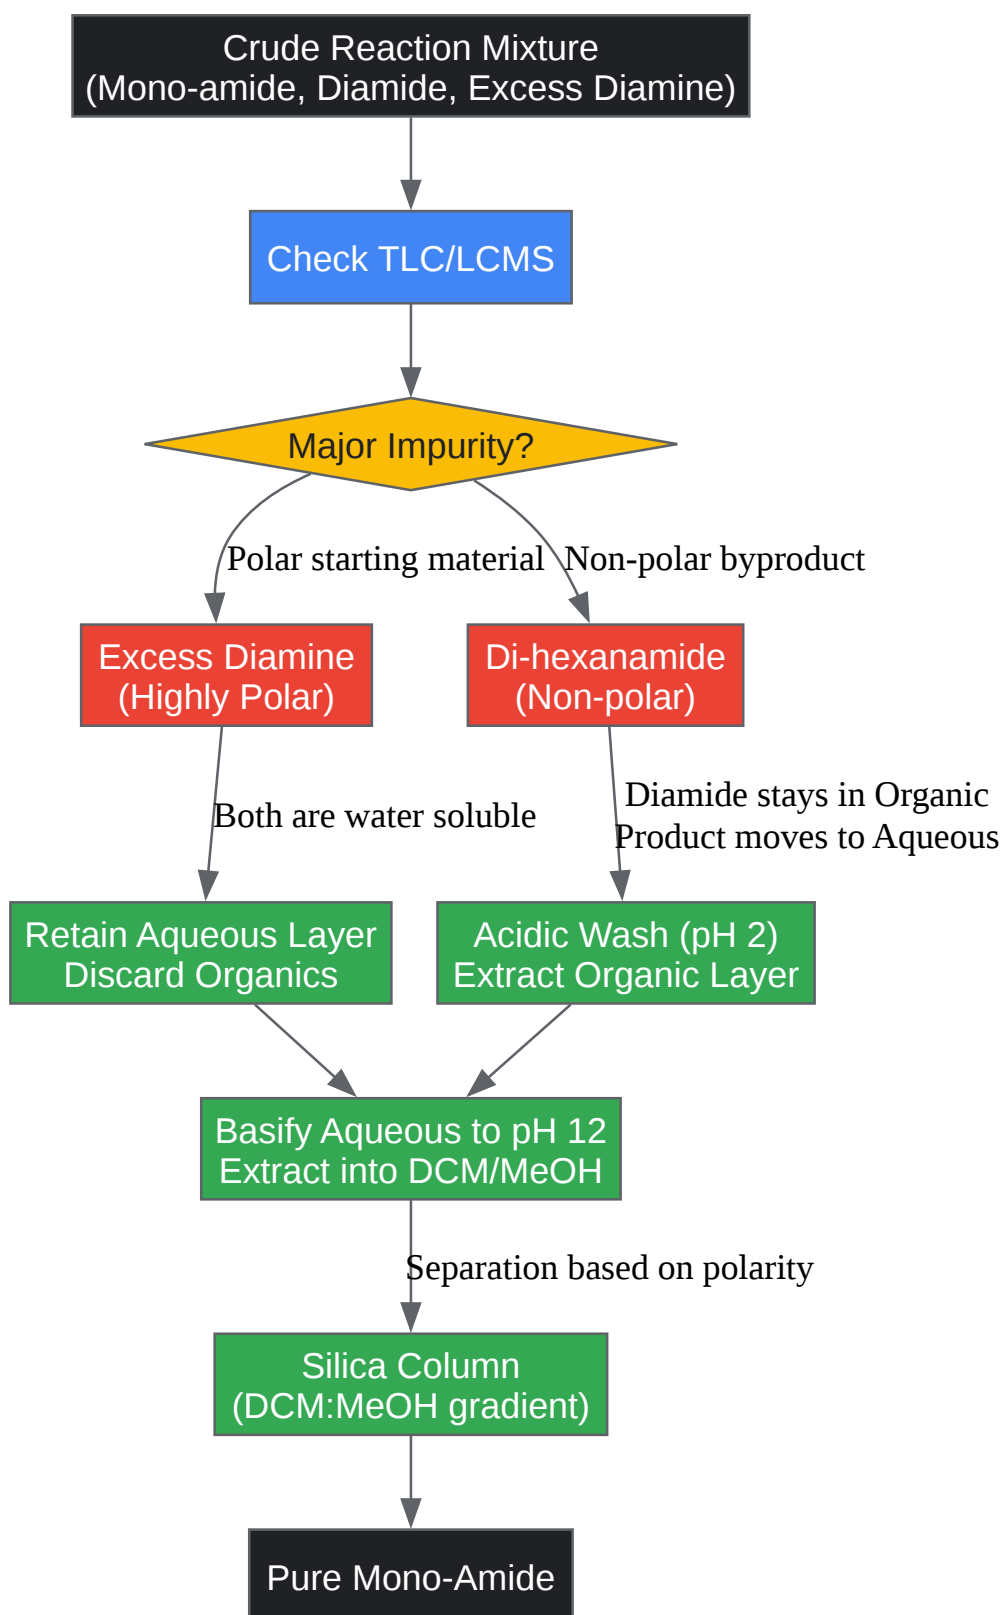 Crude Reaction Mixture
(Mono-amide, Diamide, Excess Diamine)
Check TLC/LCMS
Major Impurity?
Polar starting material
Non-polar byproduct
Excess Diamine
(Highly Polar)
Di-hexanamide
(Non-polar)
Both are water soluble
Diamide stays in Organic
Product moves to Aqueous
Retain Aqueous Layer
Discard Organics
Acidic Wash (pH 2)
Extract Organic Layer
Basify Aqueous to pH 12
Extract into DCM/MeOH
Separation based on polarity
Silica Column
(DCM:MeOH gradient)
Pure Mono-Amide